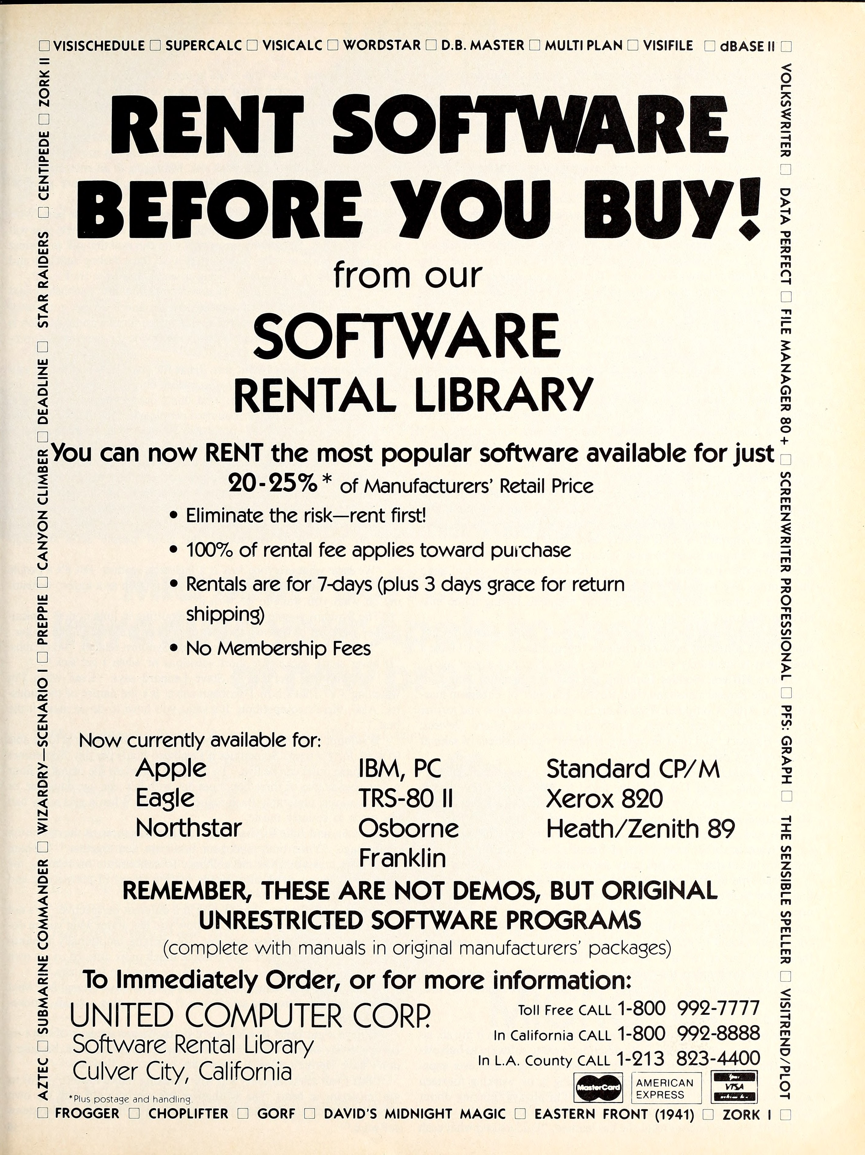 □ VISISCHEDULE □ SUPERCALC □ VISICALC □ WORDSTAR □ D.B. MASTER □ MULTI PLAN □ VISIFILE □ dBASE II □
RENT SOFTWARE
BEFORE YOU BUY!
from our
SOFTWARE
RENTAL LIBRARY
You can now RENT the most popular software available for just
20-25%* of Manufacturers' Retail Price
• Eliminate the risk—rent first!
• 100% of rental fee applies toward purchase
• Rentals are for 7-days (plus 3 days grace for return
shipping)
• No Membership Fees
Now currently available for:
Apple IBM, PC Standard CP/M
Eagle TRS-80 II Xerox 820
Northstar Osborne Heath/Zenith 89
Franklin
REMEMBER, THESE ARE NOT DEMOS, BUT ORIGINAL
UNRESTRICTED SOFTWARE PROGRAMS
(complete with manuals in original manufacturers' packages)
To Immediately Order, or for more information:
UNITED COMPUTER CORP.
Software Rental Library
Culver City, California
Toll Free CALL 1-800 992-7777
In California CALL 1-800 992-8888
In L.A. County CALL 1-213 823-4400
MasterCard
AMERICAN
EXPRESS
VISA
*Plus postage and handling.
□ FROGGER □ CHOPLIFTER □ GORF □ DAVID'S MIDNIGHT MAGIC □ EASTERN FRONT (1941) □ ZORK I □
AZTEC □ SUBMARINE COMMANDER □ WIZARDRY—SCENARIO I □ PREPPIE □ CANYON CLIMBER □ DEADLINE □ STAR RAIDERS □ CENTIPEDE □ ZORK II
VOLKSWRITER □ DATA PERFECT □ FILE MANAGER 80+ □ SCREENWRITER PROFESSIONAL □ PFS: GRAPH □ THE SENSIBLE SPELLER □ VISITREND/PLOT